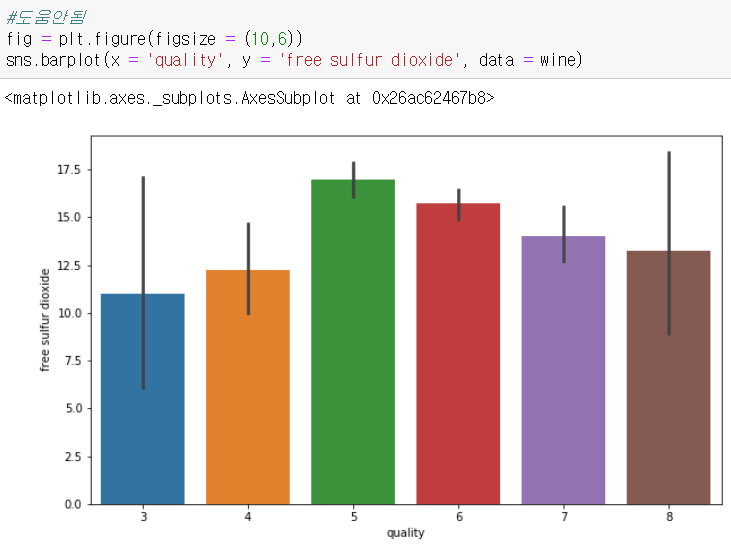 #도움안됨
fig = plt.figure(figsize = (10,6))
sns.barplot(x = 'quality', y = 'free sulfur dioxide', data = wine)
<matplotlib.axes._subplots.AxesSubplot at 0x26ac62467b8>
17.5
15.0
12.5
10.0
7.5
5.0
2.5
0.0
free sulfur dioxide
3 4 5 6 7 8
quality